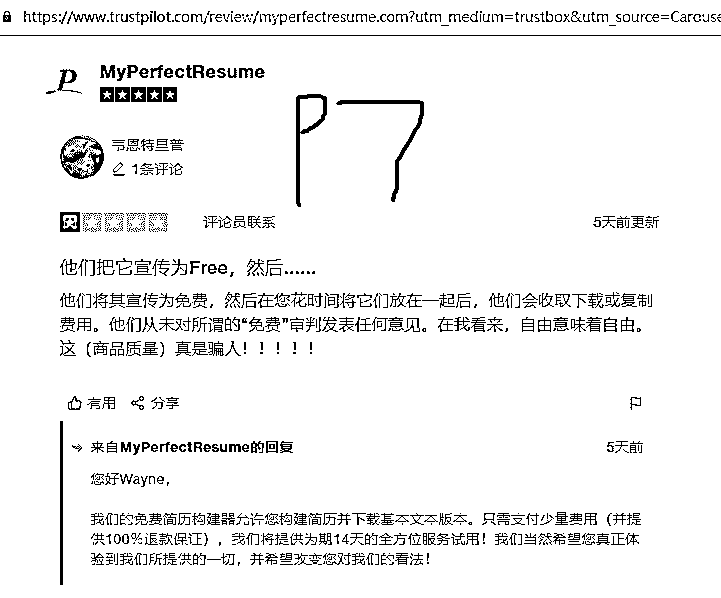 https://www.trustpilot.com/review/myperfectresume.com?utm_medium=trustbox&utm_source=Carouse
MyPerfectResume
P7
韦恩特里普
1条评论
评论员联系
5天前更新
他们把它宣传为Free，然后......
他们将其宣传为免费，然后在您花时间将它们放在一起后，他们会收取下载或复制
费用。他们从未对所谓的“免费”审判发表任何意见。在我看来，自由意味着自由。
这（商品质量）真是骗人！！！！！
有用 分享
来自MyPerfectResume的回复
5天前
您好Wayne，
我们的免费简历构建器允许您构建简历并下载基本文本版本。只需支付少量费用（并提
供100％退款保证），我们将提供为期14天的全方位服务试用！我们当然希望您真正体
验到我们所提供的一切，并希望改变您对我们的看法！